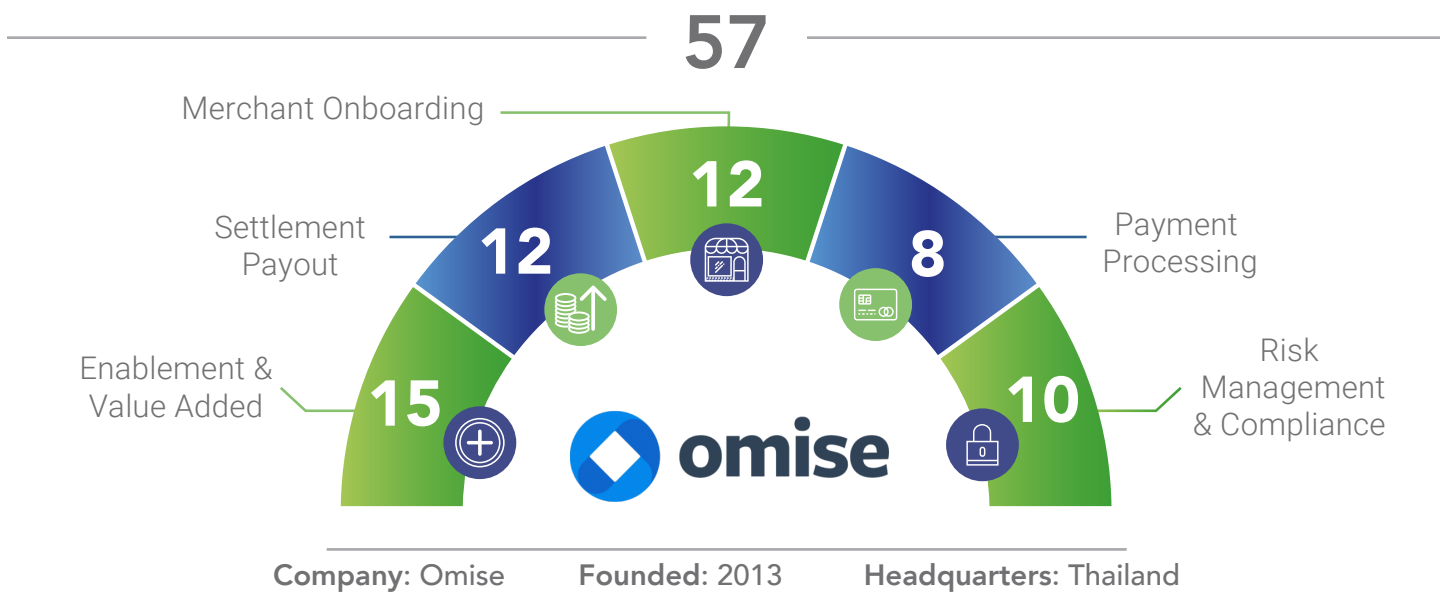 57
Merchant Onboarding
12
Settlement
Payout
12
8
Payment
Processing
Enablement &
Value Added
15
10
Risk
Management
& Compliance
omise
Company: Omise Founded: 2013 Headquarters: Thailand